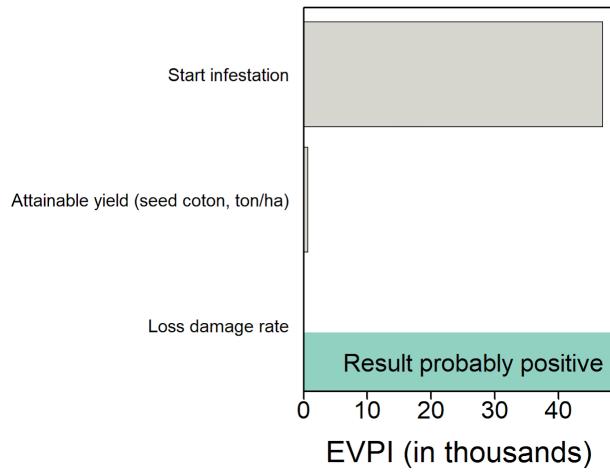 Start infestation
Attainable yield (seed coton, ton/ha)
Loss damage rate
Result probably positive
0 10 20 30 40
EVPI (in thousands)